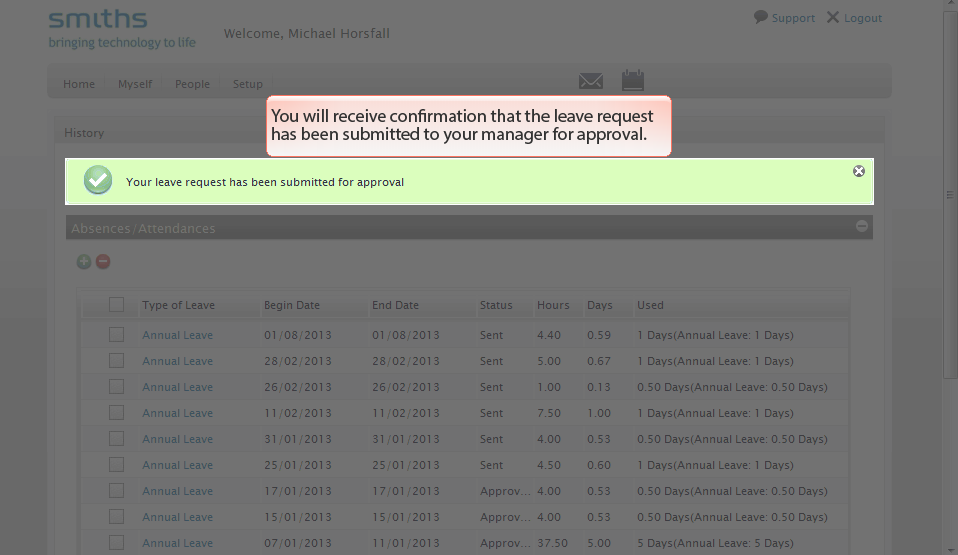 smiths
bringing technology to life
Welcome, Michael Horsfall
Support Logout
Home Myself People Setup
You will receive confirmation that the leave request
has been submitted to your manager for approval.
History
Your leave request has been submitted for approval
Absences/Attendances
Type of Leave Begin Date End Date Status Hours Days Used
Annual Leave 01/08/2013 01/08/2013 Sent 4.40 0.59 1 Days(Annual Leave: 1 Days)
Annual Leave 28/02/2013 28/02/2013 Sent 5.00 0.67 1 Days(Annual Leave: 1 Days)
Annual Leave 26/02/2013 26/02/2013 Sent 1.00 0.13 0.50 Days(Annual Leave: 0.50 Days)
Annual Leave 11/02/2013 11/02/2013 Sent 7.50 1.00 1 Days(Annual Leave: 1 Days)
Annual Leave 31/01/2013 31/01/2013 Sent 4.00 0.53 0.50 Days(Annual Leave: 0.50 Days)
Annual Leave 25/01/2013 25/01/2013 Sent 4.50 0.60 1 Days(Annual Leave: 1 Days)
Annual Leave 17/01/2013 17/01/2013 Approv... 4.00 0.53 0.50 Days(Annual Leave: 0.50 Days)
Annual Leave 15/01/2013 15/01/2013 Approv... 4.00 0.53 0.50 Days(Annual Leave: 0.50 Days)
Annual Leave 07/01/2013 11/01/2013 Approv... 37.50 5.00 5 Days(Annual Leave: 5 Days)